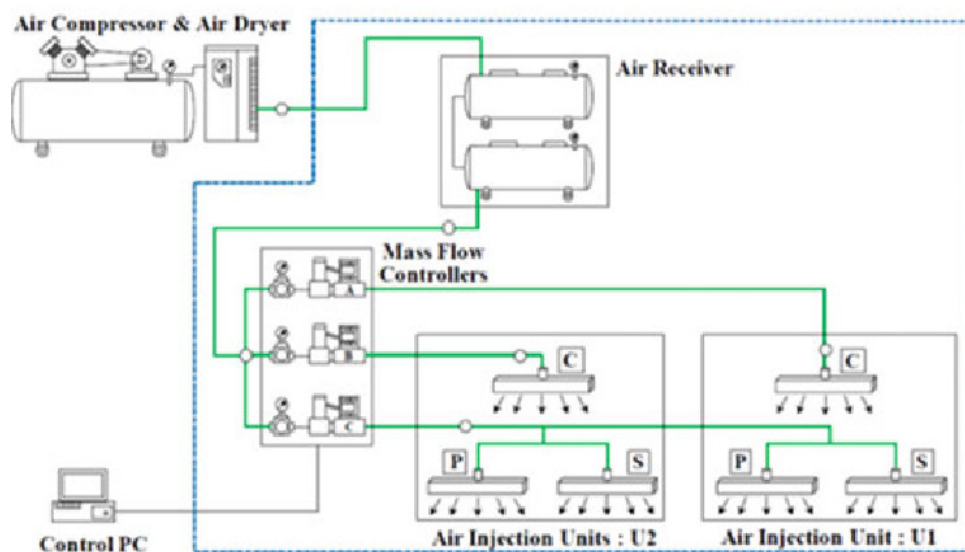 Air Compressor & Air Dryer
Air Receiver
Mass Flow
Controllers
A
B
C
C
C
P
S
P
S
Control PC
Air Injection Units : U2
Air Injection Unit : U1